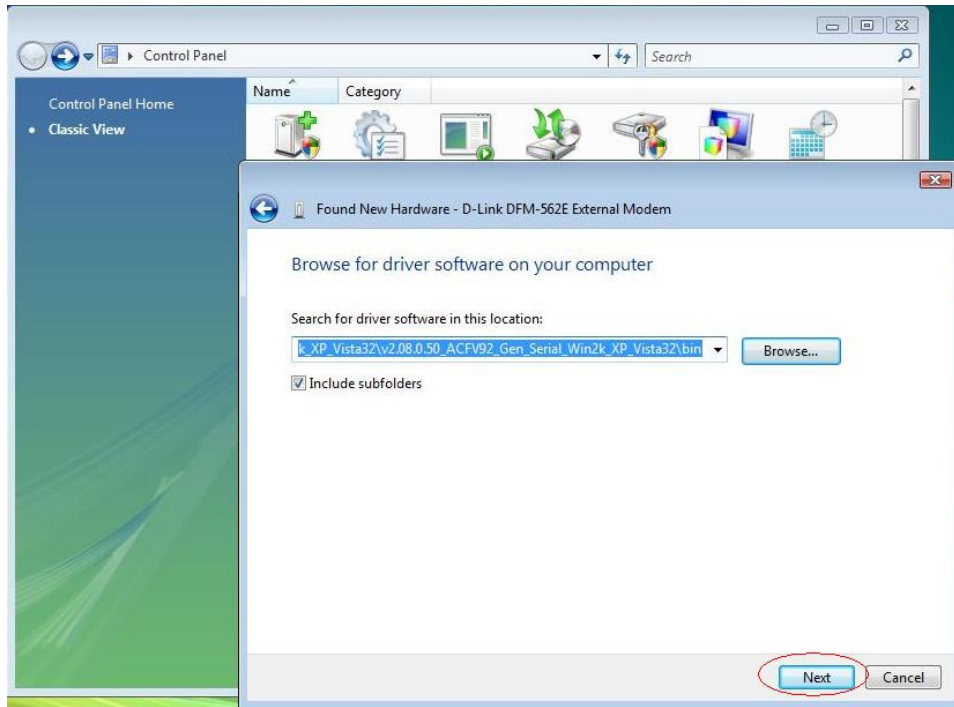 Control Panel
Search
Control Panel Home
Classic View
Name Category
Found New Hardware - D-Link DFM-562E External Modem
Browse for driver software on your computer
Search for driver software in this location:
k_XP_Vista32\v2.08.0.50_ACFV92_Gen_Serial_Win2k_XP_Vista32\bin
Browse...
Include subfolders
Next Cancel